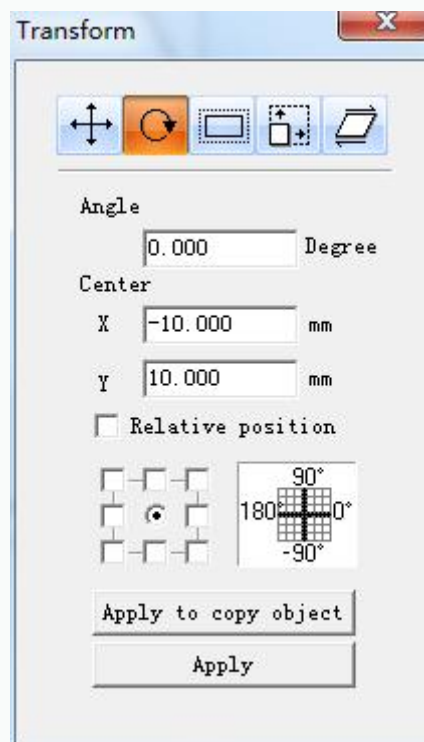 Transform
Angle
0.000 Degree
Center
X -10.000 mm
Y 10.000 mm
Relative position
90°
180° 0°
-90°
Apply to copy object
Apply